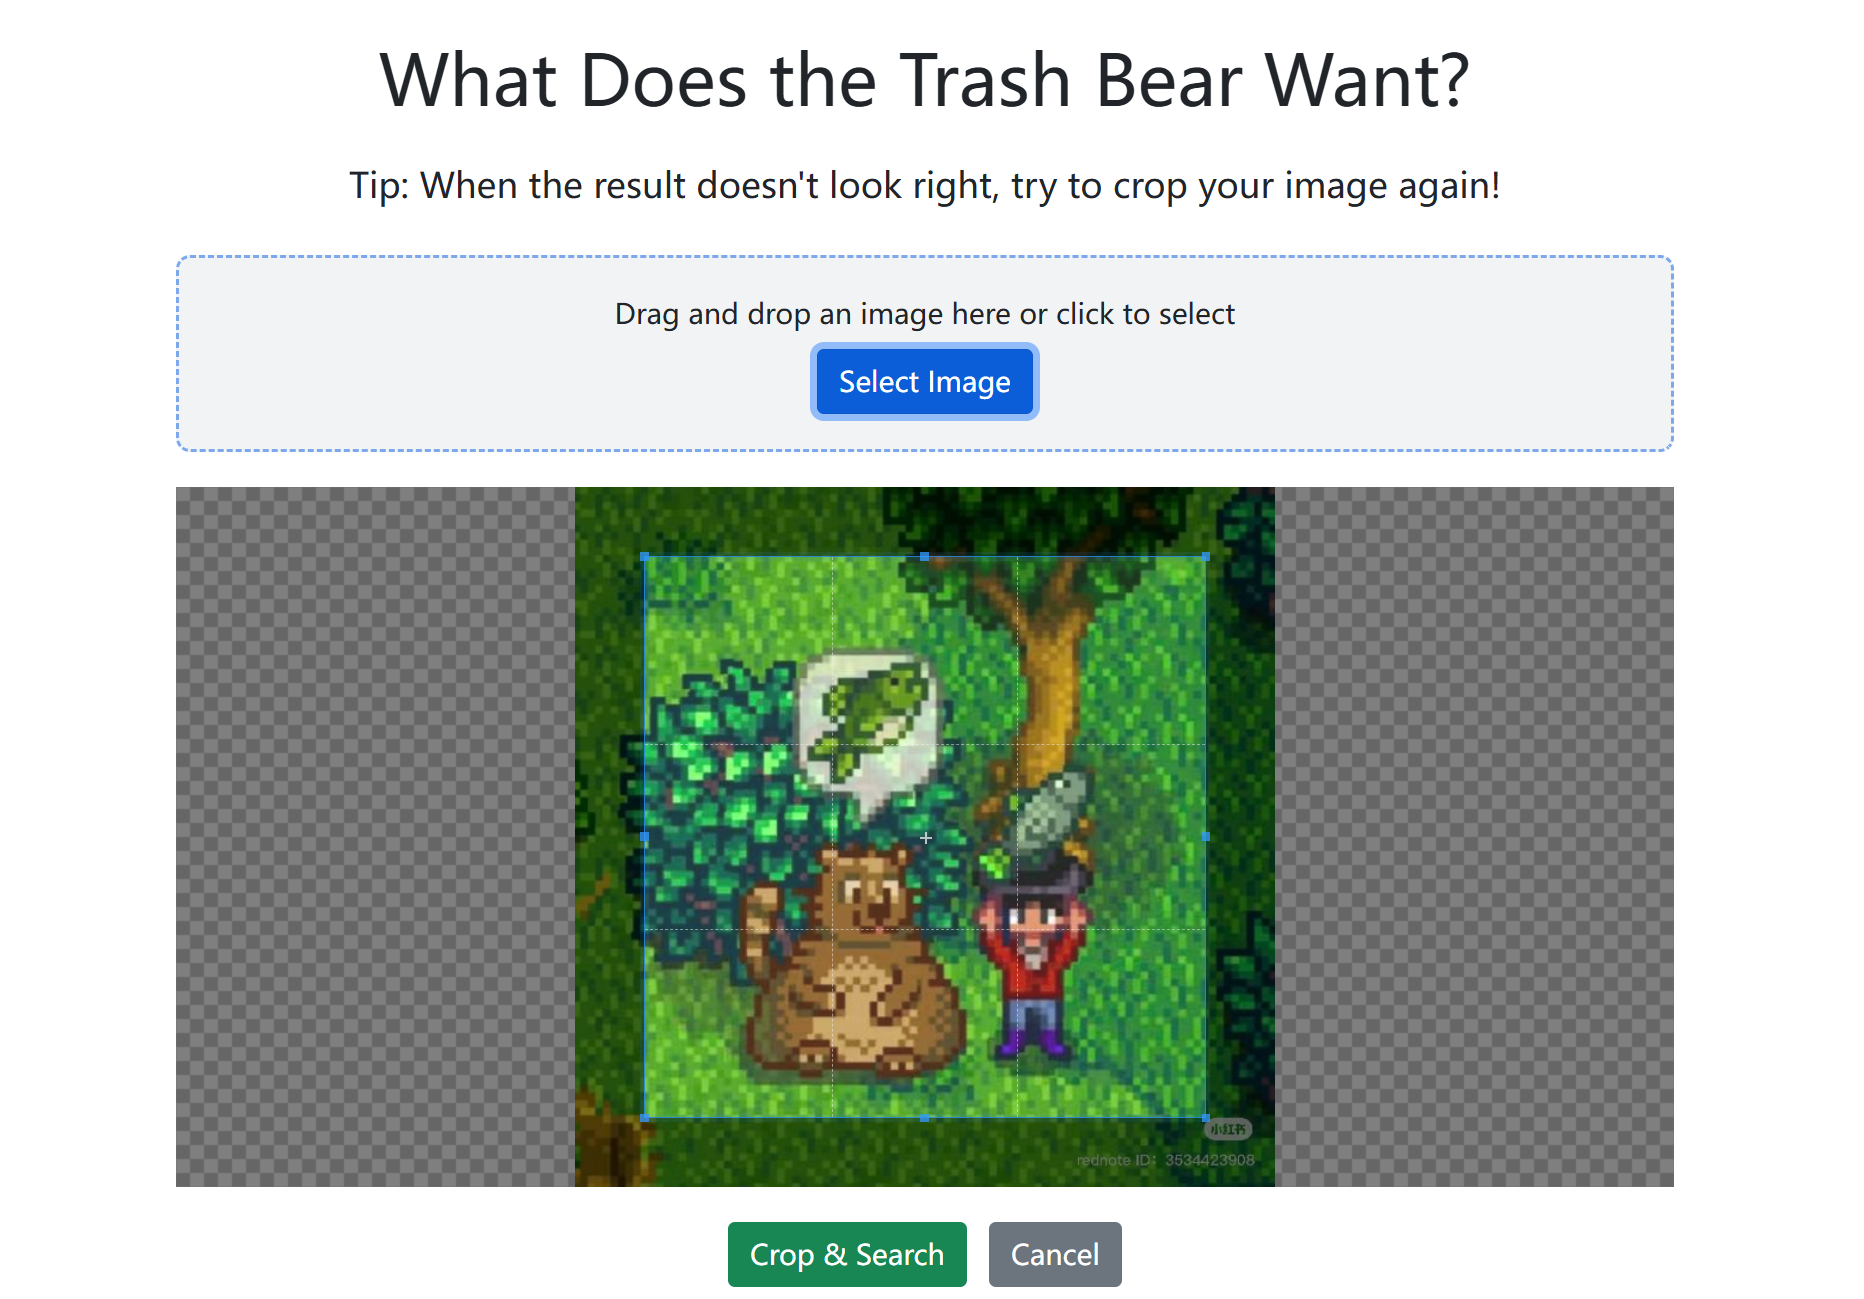 What Does the Trash Bear Want?
Tip: When the result doesn't look right, try to crop your image again!
Drag and drop an image here or click to select
Select Image
小红书
rednote ID: 3534423908
Crop & Search
Cancel